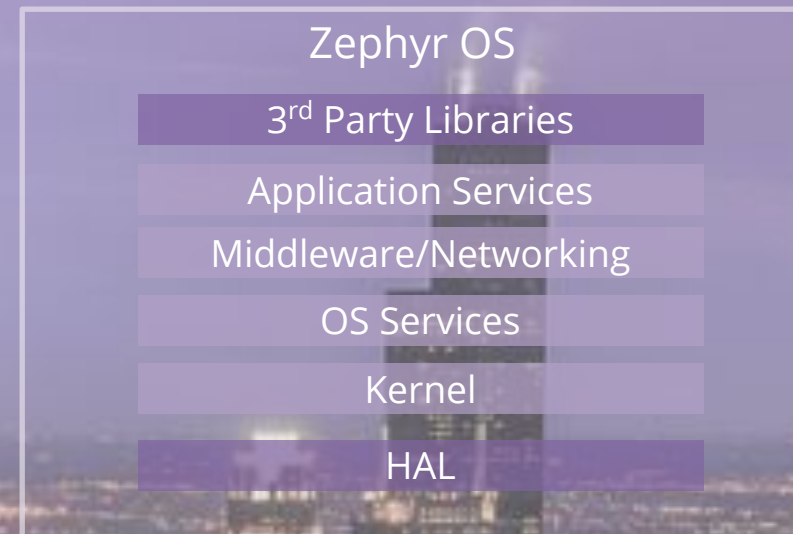 Zephyr OS
3rd Party Libraries
Application Services
Middleware/Networking
OS Services
Kernel
HAL